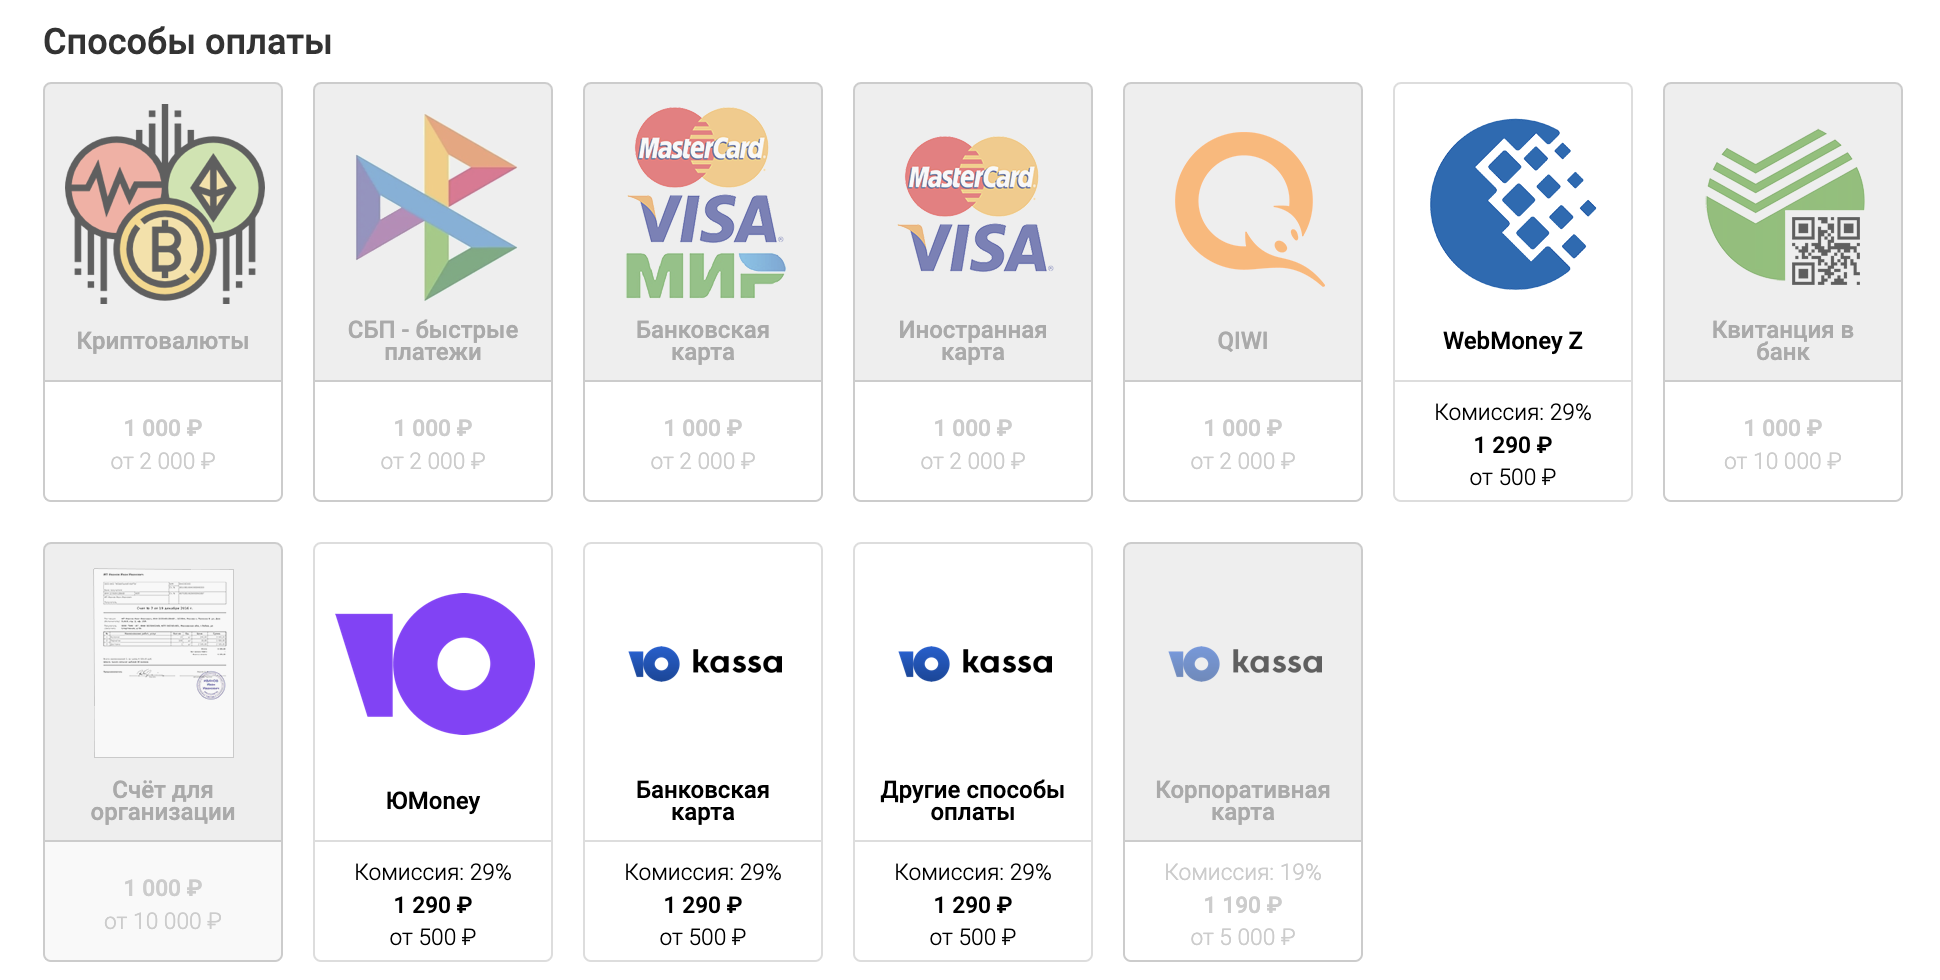 Способы оплаты
MasterCard
VISA
МИР
MasterCard
VISA
Криптовалюты
СБП - быстрые
платежи
Банковская
карта
Иностранная
карта
QIWI
WebMoney Z
Квитанция в
банк
1 000 ₽
от 2 000 ₽
1 000 ₽
от 2 000 ₽
1 000 ₽
от 2 000 ₽
1 000 ₽
от 2 000 ₽
1 000 ₽
от 2 000 ₽
Комиссия: 29%
1 290 ₽
от 500 ₽
1 000 ₽
от 10 000 ₽
kassa
kassa
kassa
Счёт для
организации
ЮMoney
Банковская
карта
Другие способы
оплаты
Корпоративная
карта
1 000 ₽
от 10 000 ₽
Комиссия: 29%
1 290 ₽
от 500 ₽
Комиссия: 29%
1 290 ₽
от 500 ₽
Комиссия: 29%
1 290 ₽
от 500 ₽
Комиссия: 19%
1 190 ₽
от 5 000 ₽